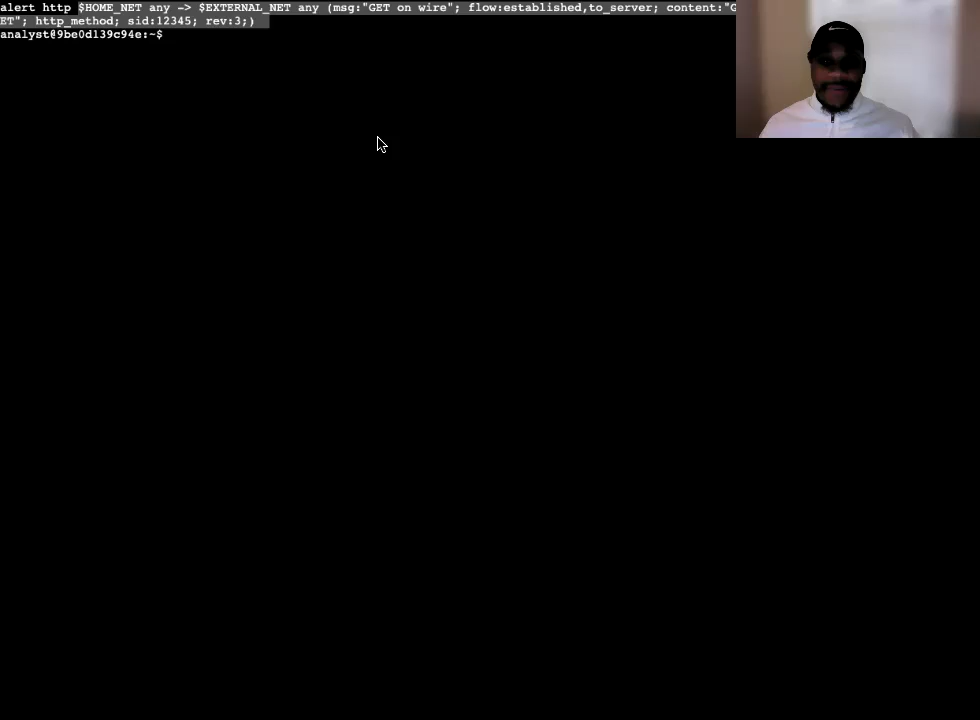 alert http $HOME_NET any -> $EXTERNAL_NET any (msg:"GET on wire"; flow:established,to_server; content:"G
ET"; http_method; sid:12345; rev:3;)
analyst@9be0d139c94e:~$